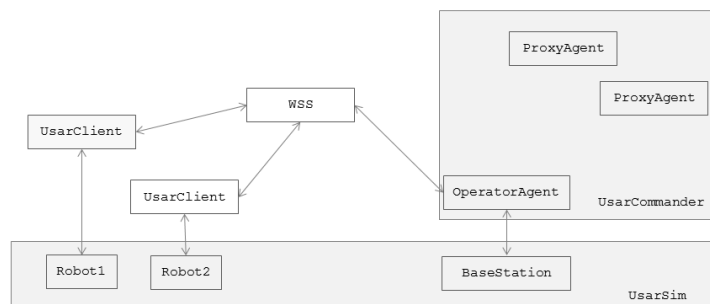 ProxyAgent
ProxyAgent
WSS
UsarClient
UsarClient
OperatorAgent
UsarCommander
Robot1
Robot2
BaseStation
UsarSim